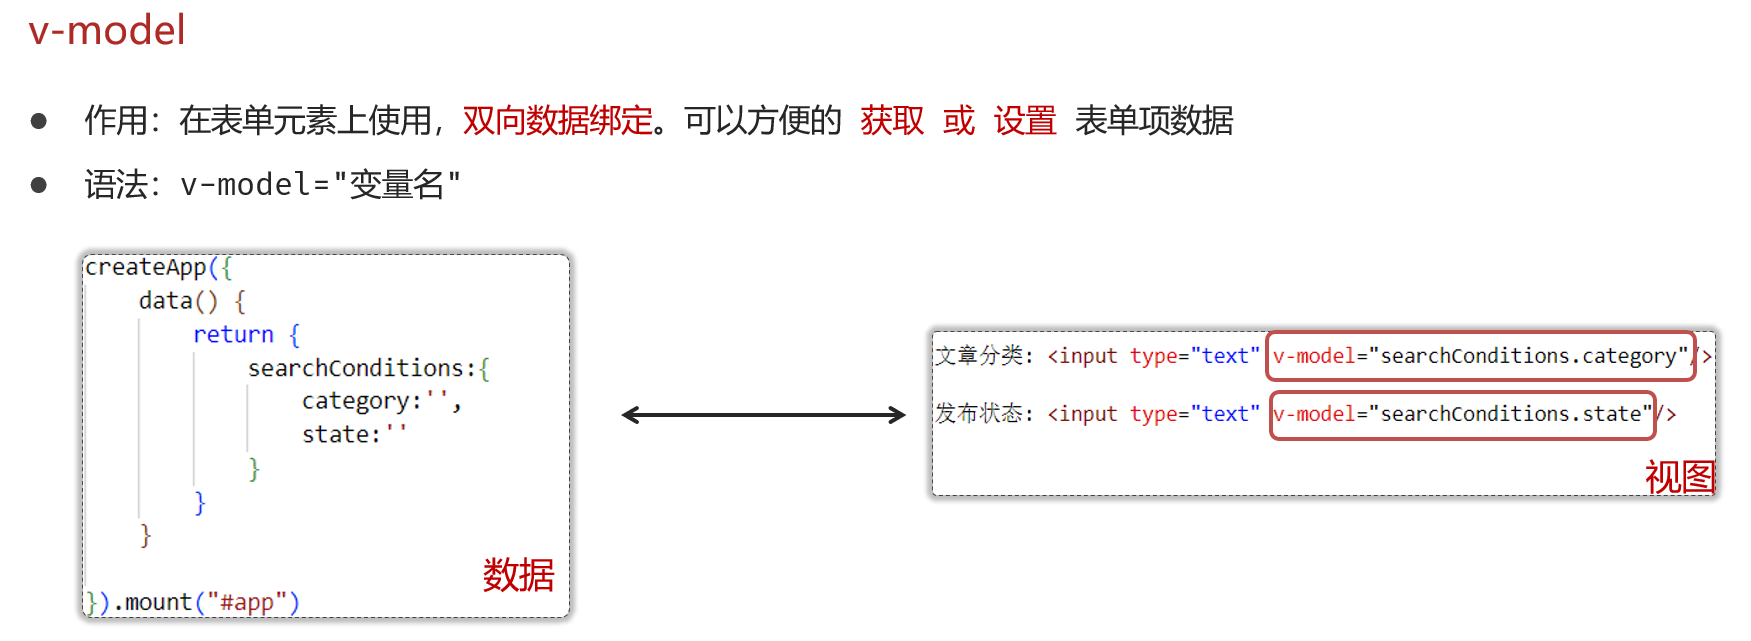 v-model
● 作用：在表单元素上使用，双向数据绑定。可以方便的 获取 或 设置 表单项数据
● 语法：v-model="变量名"
createApp({
data() {
return {
searchConditions:{
category:'',
state:''
}
}
}
}).mount("#app")
数据
文章分类: <input type="text" v-model="searchConditions.category"/>
发布状态: <input type="text" v-model="searchConditions.state"/>
视图